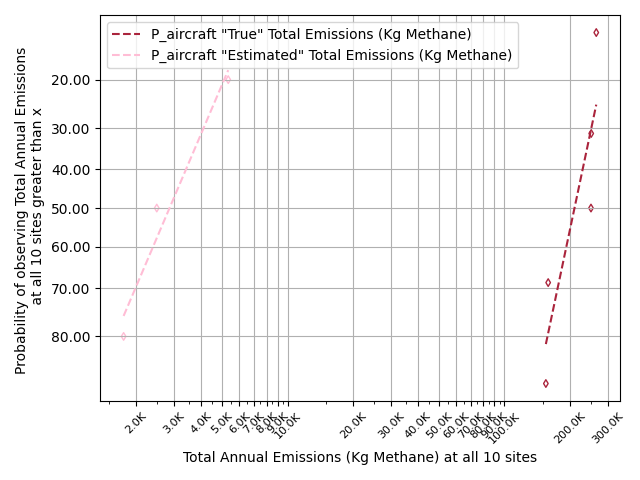 P_aircraft "True" Total Emissions (Kg Methane)
P_aircraft "Estimated" Total Emissions (Kg Methane)
Probability of observing Total Annual Emissions
at all 10 sites greater than x
20.00
30.00
40.00
50.00
60.00
70.00
80.00
2.0K
3.0K
4.0K
5.0K
6.0K
7.0K
8.0K
9.0K
10.0K
20.0K
30.0K
40.0K
50.0K
60.0K
70.0K
80.0K
90.0K
100.0K
200.0K
300.0K
Total Annual Emissions (Kg Methane) at all 10 sites